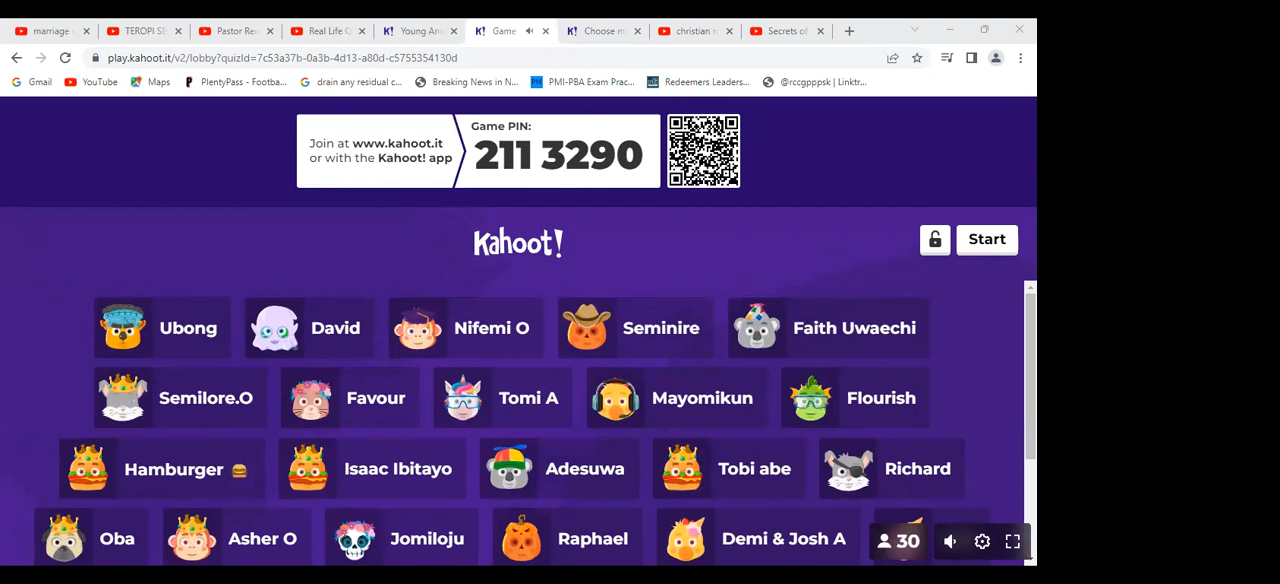 marriage TEROPI SE Pastor Rem Real Life Q Young An Game Choose m christian m Secrets of
play.kahoot.it/v2/lobby?quizId=7c53a37b-0a3b-4d13-a80d-c5755354130d
Gmail YouTube Maps PlentyPass - Footba... drain any residual c... Breaking News in N... PMI-PBA Exam Prac... Redeemers Leaders... @rccgpppsk | Linktr...
Join at www.kahoot.it
or with the Kahoot! app
Game PIN:
211 3290
Kahoot!
Start
Ubong David Nifemi O Seminire Faith Uwaechi
Semilore.O Favour Tomi A Mayomikun Flourish
Hamburger 🍔 Isaac Ibitayo Adesuwa Tobi abe Richard
Oba Asher O Jomiloju Raphael Demi & Josh A
30